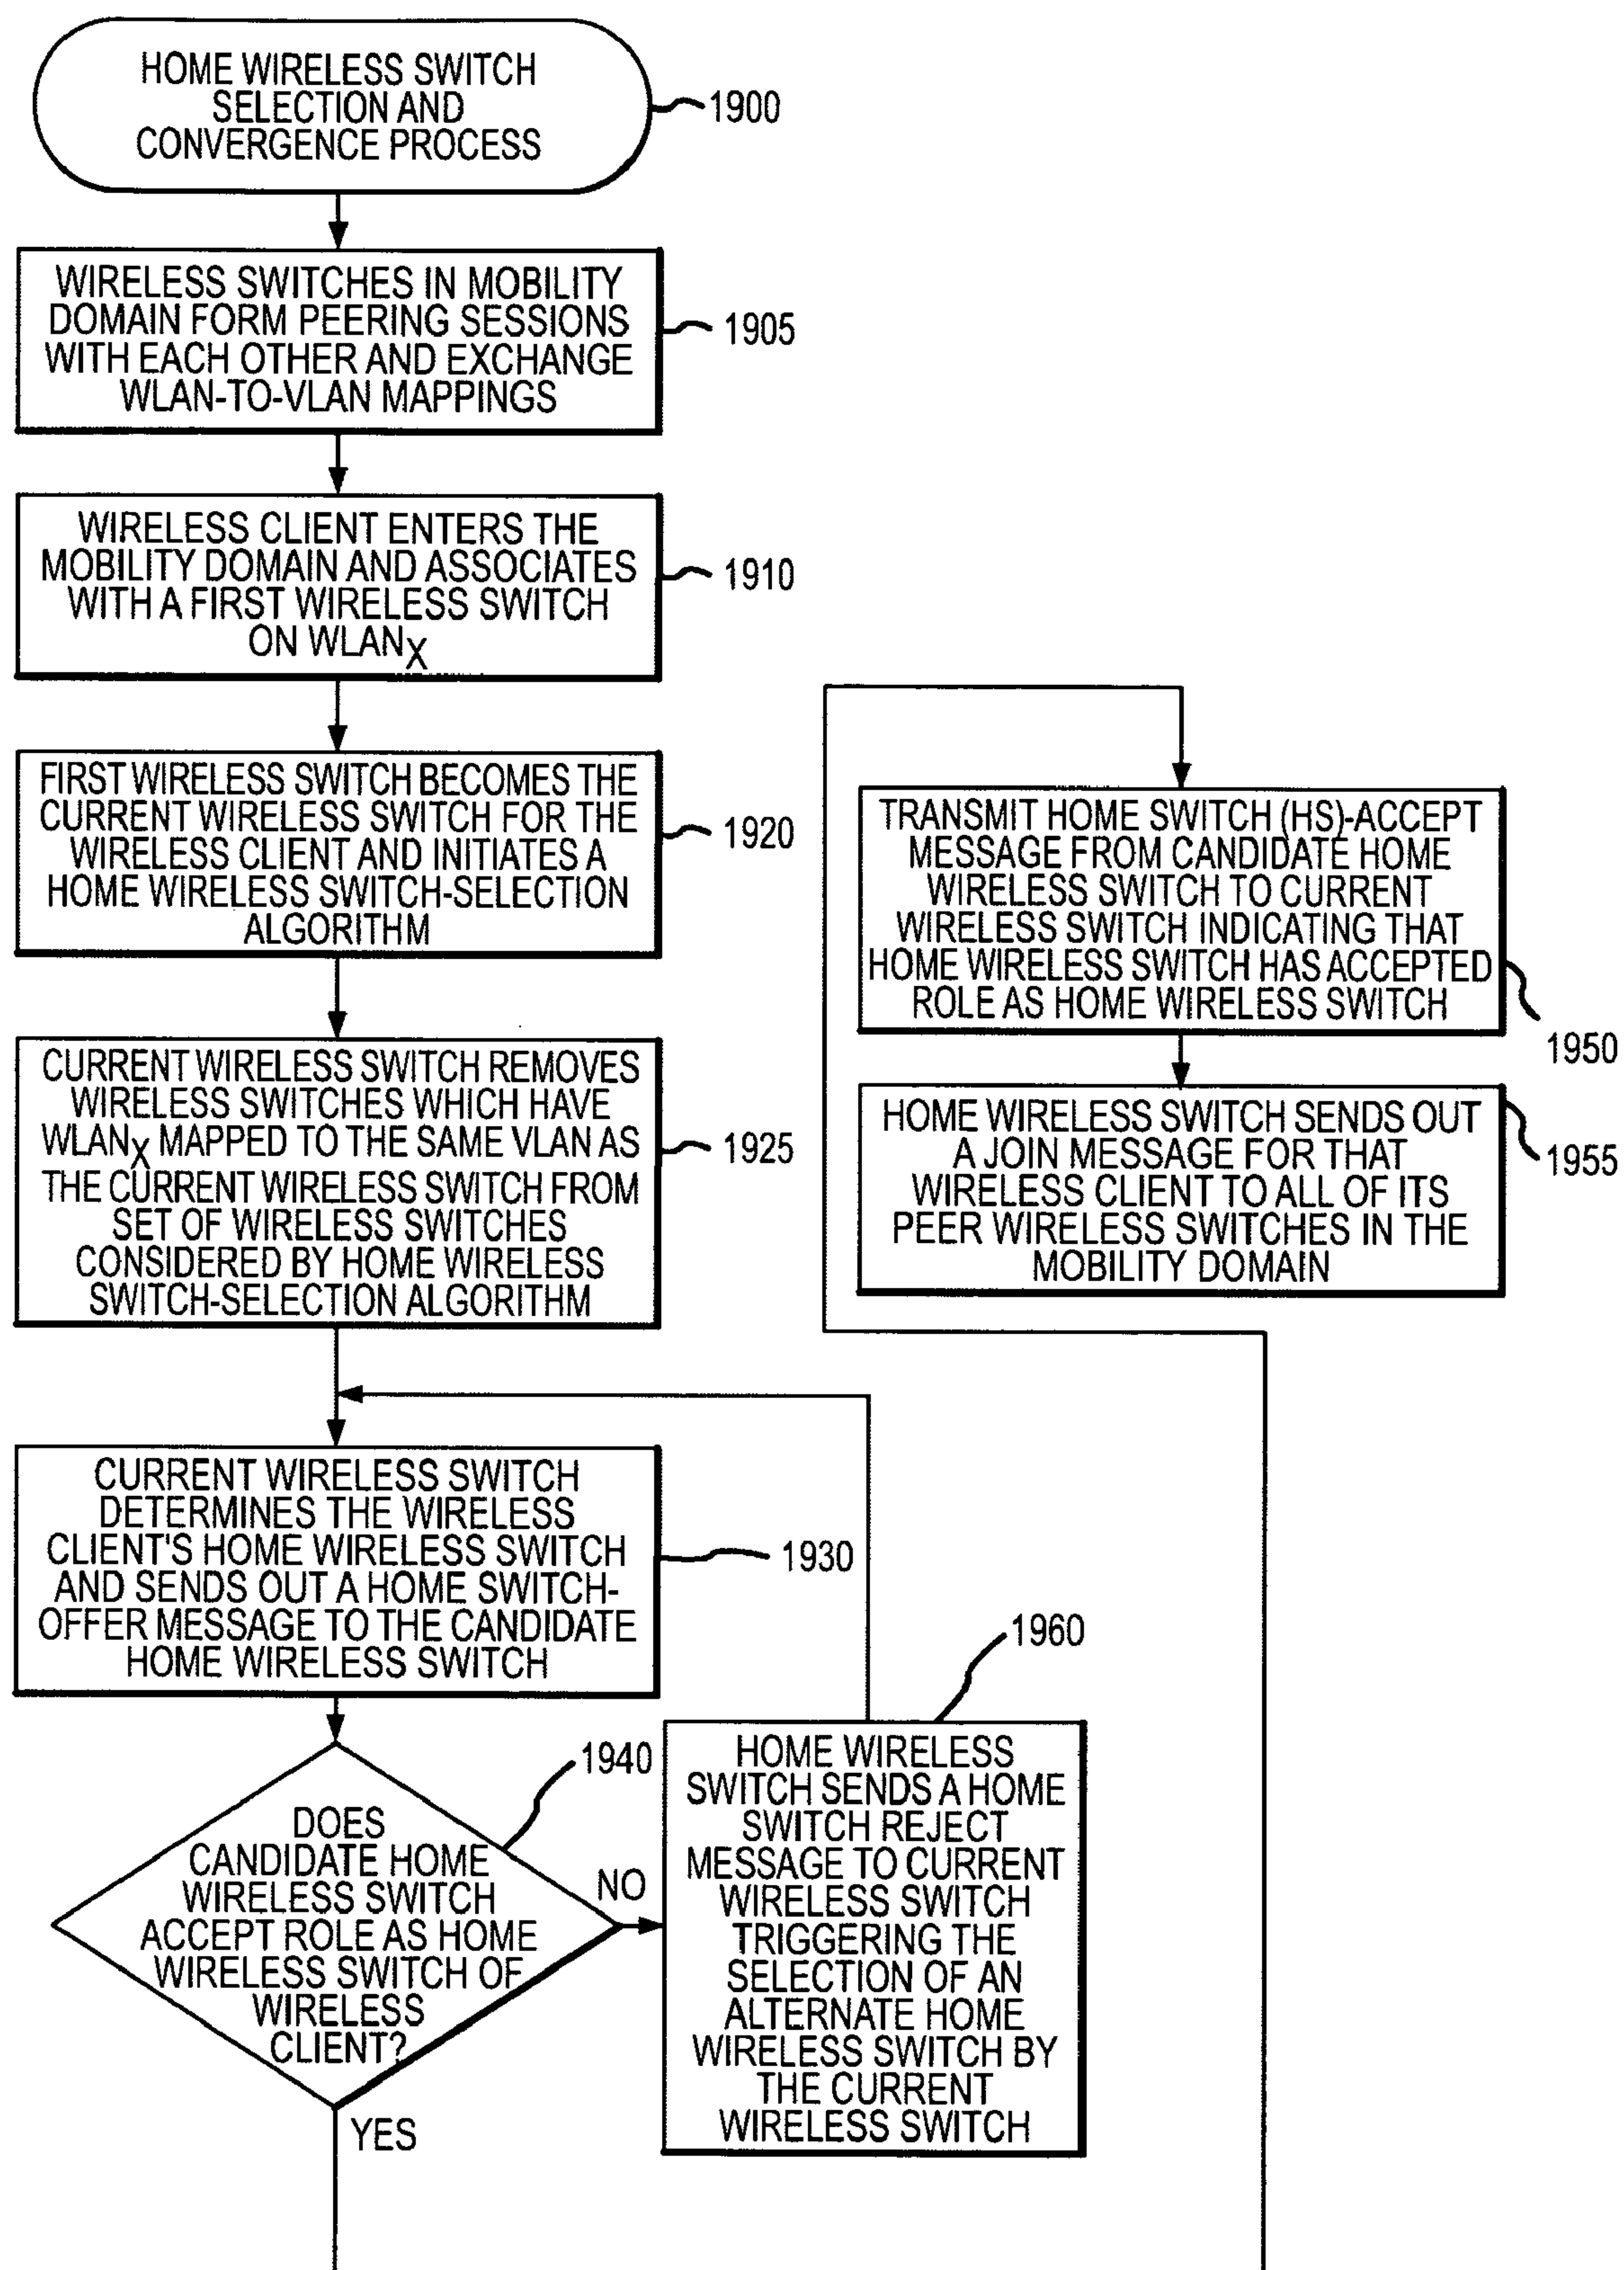 HOME WIRELESS SWITCH
SELECTION AND
CONVERGENCE PROCESS
1900
WIRELESS SWITCHES IN MOBILITY
DOMAIN FORM PEERING SESSIONS
WITH EACH OTHER AND EXCHANGE
WLAN-TO-VLAN MAPPINGS
1905
WIRELESS CLIENT ENTERS THE
MOBILITY DOMAIN AND ASSOCIATES
WITH A FIRST WIRELESS SWITCH
ON WLANX
1910
FIRST WIRELESS SWITCH BECOMES THE
CURRENT WIRELESS SWITCH FOR THE
WIRELESS CLIENT AND INITIATES A
HOME WIRELESS SWITCH-SELECTION
ALGORITHM
1920
CURRENT WIRELESS SWITCH REMOVES
WIRELESS SWITCHES WHICH HAVE
WLANX MAPPED TO THE SAME VLAN AS
THE CURRENT WIRELESS SWITCH FROM
SET OF WIRELESS SWITCHES
CONSIDERED BY HOME WIRELESS
SWITCH-SELECTION ALGORITHM
1925
CURRENT WIRELESS SWITCH
DETERMINES THE WIRELESS
CLIENT'S HOME WIRELESS SWITCH
AND SENDS OUT A HOME SWITCH-
OFFER MESSAGE TO THE CANDIDATE
HOME WIRELESS SWITCH
1930
DOES
CANDIDATE HOME
WIRELESS SWITCH
ACCEPT ROLE AS HOME
WIRELESS SWITCH OF
WIRELESS
CLIENT?
1940
NO
YES
HOME WIRELESS
SWITCH SENDS A HOME
SWITCH REJECT
MESSAGE TO CURRENT
WIRELESS SWITCH
TRIGGERING THE
SELECTION OF AN
ALTERNATE HOME
WIRELESS SWITCH BY
THE CURRENT
WIRELESS SWITCH
1960
TRANSMIT HOME SWITCH (HS)-ACCEPT
MESSAGE FROM CANDIDATE HOME
WIRELESS SWITCH TO CURRENT
WIRELESS SWITCH INDICATING THAT
HOME WIRELESS SWITCH HAS ACCEPTED
ROLE AS HOME WIRELESS SWITCH
1950
HOME WIRELESS SWITCH SENDS OUT
A JOIN MESSAGE FOR THAT
WIRELESS CLIENT TO ALL OF ITS
PEER WIRELESS SWITCHES IN THE
MOBILITY DOMAIN
1955